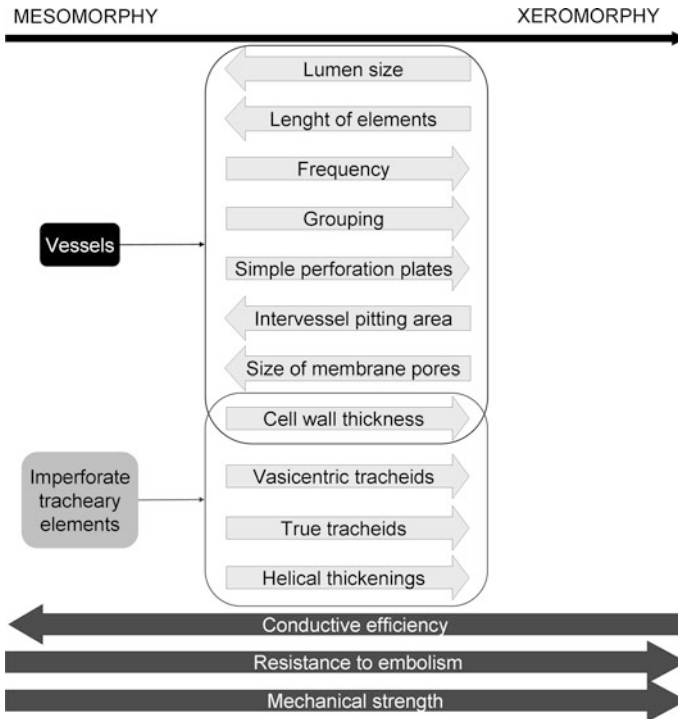 MESOMORPHY
XEROMORPHY
Lumen size
Lenght of elements
Frequency
Grouping
Vessels
Simple perforation plates
Intervessel pitting area
Size of membrane pores
Cell wall thickness
Imperforate
tracheary
elements
Vasicentric tracheids
True tracheids
Helical thickenings
Conductive efficiency
Resistance to embolism
Mechanical strength